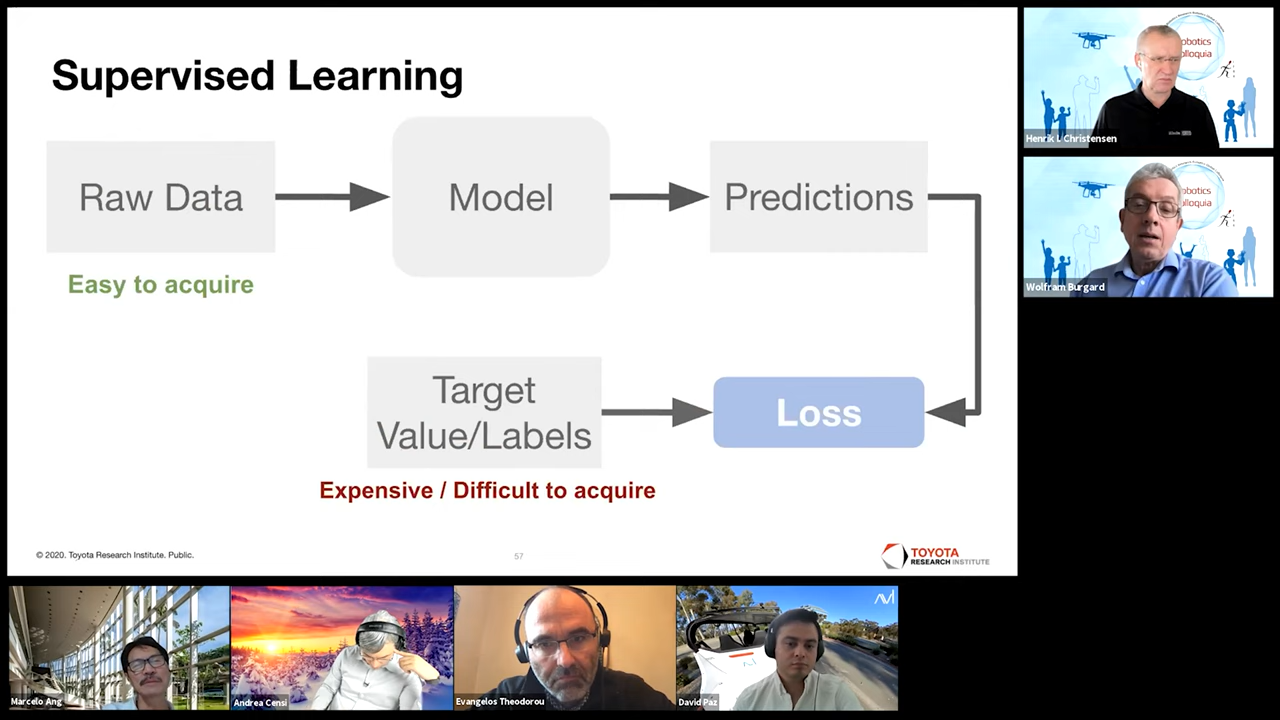 Supervised Learning
Raw Data
Model
Predictions
Easy to acquire
Target
Value/Labels
Loss
Expensive / Difficult to acquire
© 2020. Toyota Research Institute. Public.
57
TOYOTA
RESEARCH INSTITUTE
Henrik I Christensen
Wolfram Burgard
Marcelo Ang
Andrea Censi
Evangelos Theodorou
David Paz